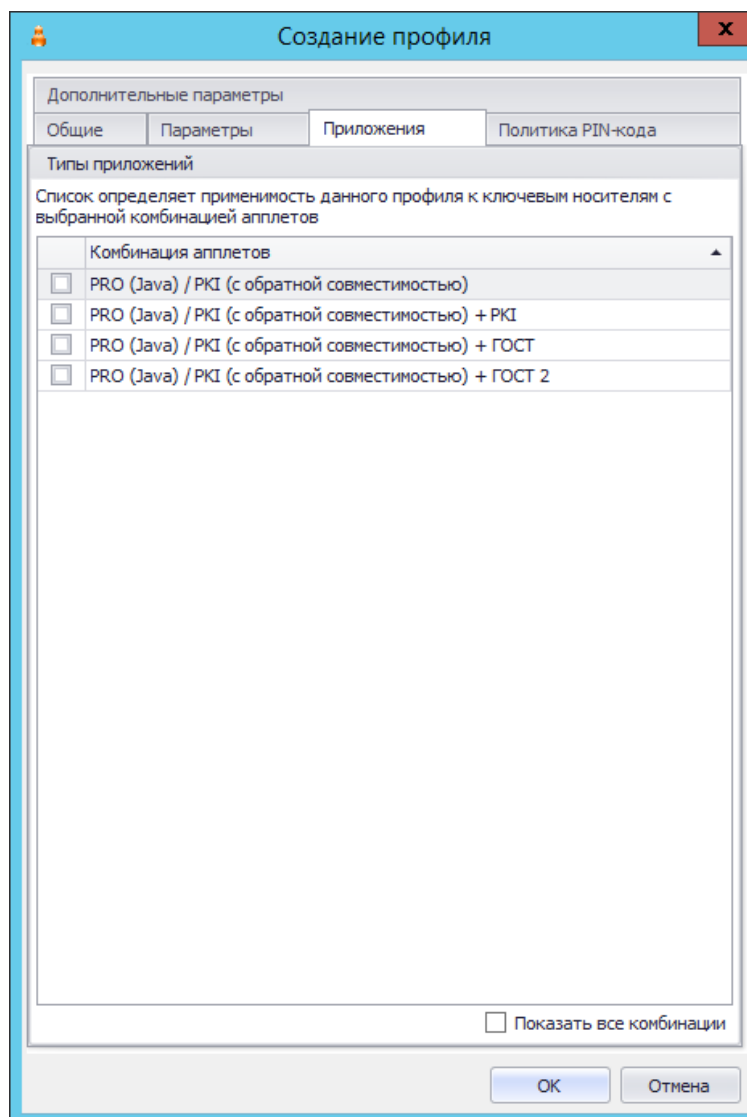 Создание профиля
x
Дополнительные параметры
Общие
Параметры
Приложения
Политика PIN-кода
Типы приложений
Список определяет применимость данного профиля к ключевым носителям с
выбранной комбинацией апплетов
Комбинация апплетов
PRO (Java) / PKI (с обратной совместимостью)
PRO (Java) / PKI (с обратной совместимостью) + PKI
PRO (Java) / PKI (с обратной совместимостью) + ГОСТ
PRO (Java) / PKI (с обратной совместимостью) + ГОСТ 2
Показать все комбинации
ОК
Отмена